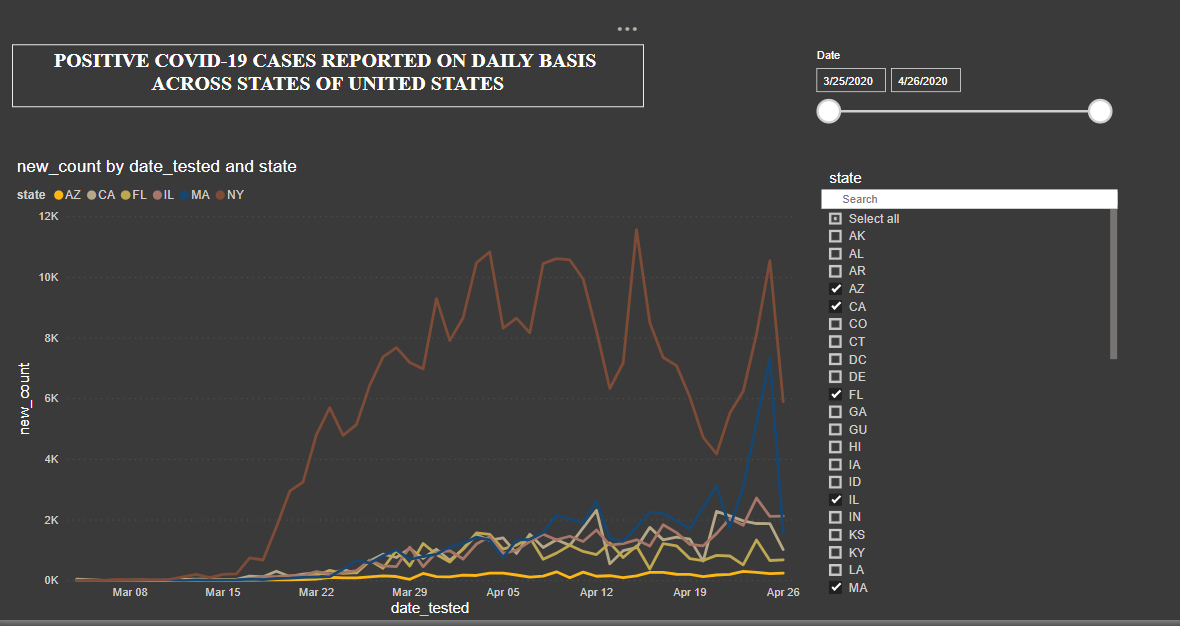 POSITIVE COVID-19 CASES REPORTED ON DAILY BASIS
ACROSS STATES OF UNITED STATES
Date
3/25/2020 4/26/2020
new_count by date_tested and state
state AZ CA FL IL MA NY
12K
10K
8K
6K
4K
2K
0K
new_count
Mar 08 Mar 15 Mar 22 Mar 29 Apr 05 Apr 12 Apr 19 Apr 26
date_tested
state
Search
Select all
AK
AL
AR
AZ
CA
CO
CT
DC
DE
FL
GA
GU
HI
IA
ID
IL
IN
KS
KY
LA
MA